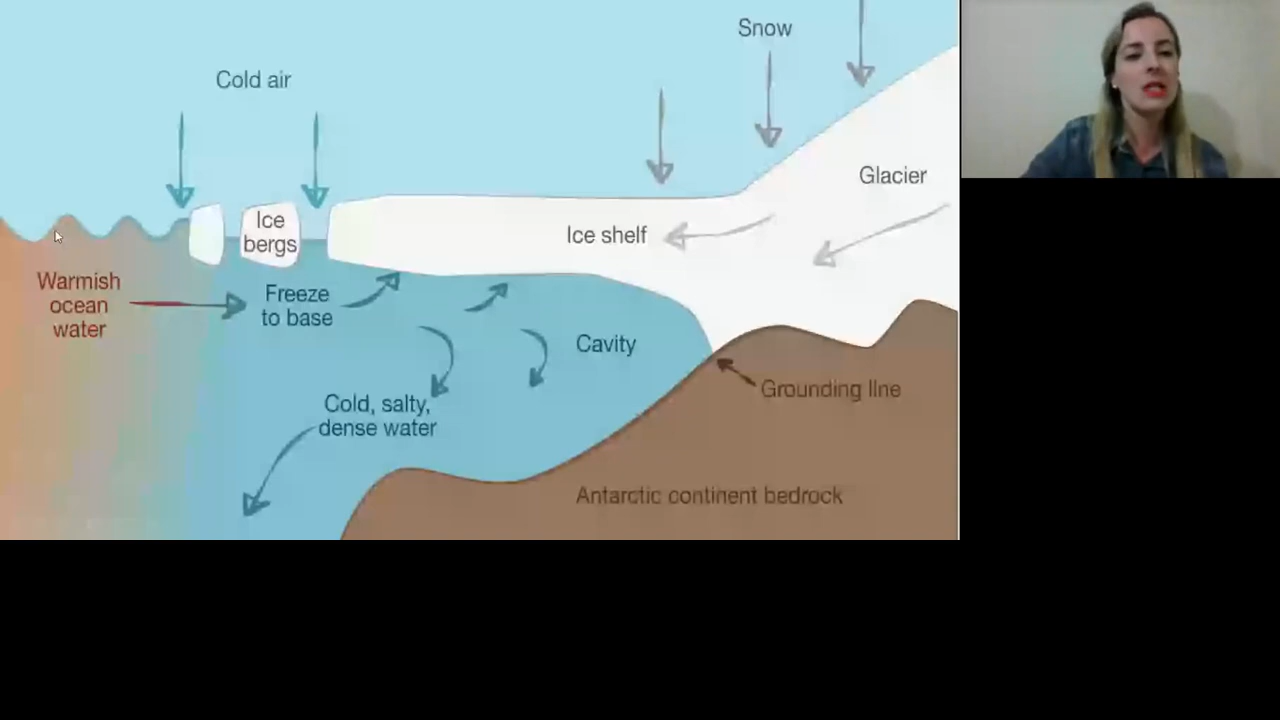 Snow
Cold air
Glacier
Ice
bergs
Ice shelf
Warmish
ocean
water
Freeze
to base
Cavity
Grounding line
Cold, salty,
dense water
Antarctic continent bedrock